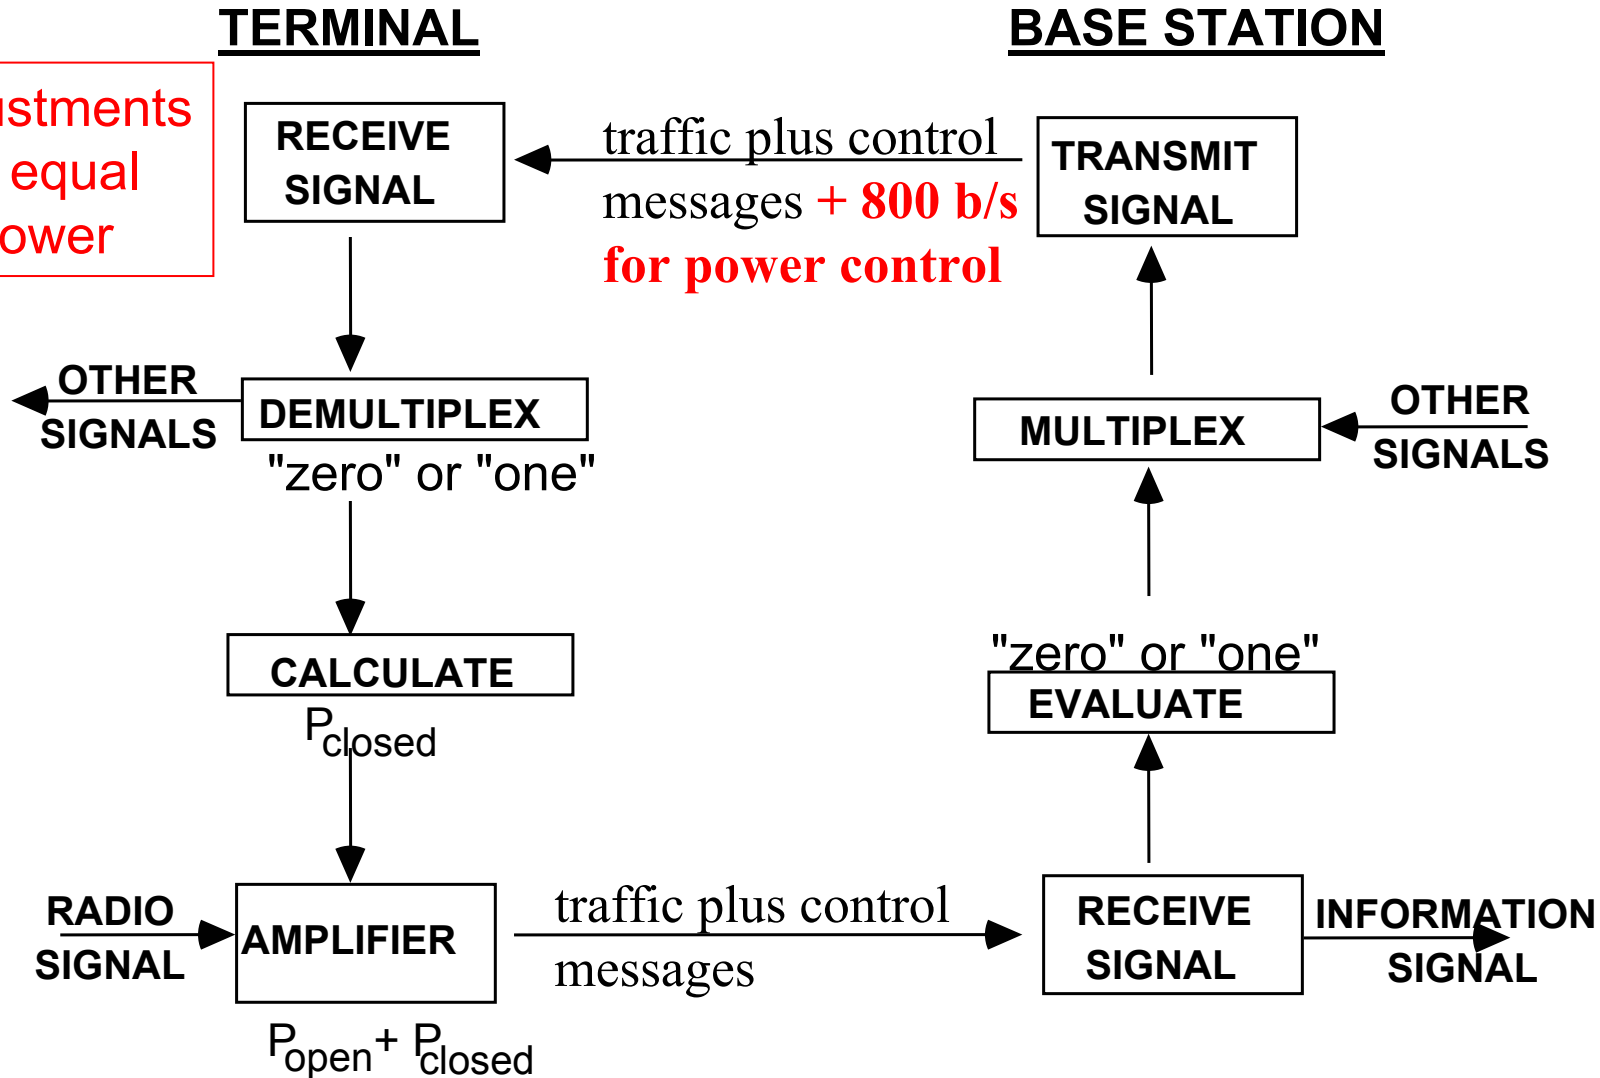 TERMINAL
BASE STATION
equal
RECEIVE
SIGNAL
traffic plus control
messages + 800 b/s
for power control
TRANSMIT
SIGNAL
OTHER
SIGNALS
DEMULTIPLEX
"zero" or "one"
MULTIPLEX
OTHER
SIGNALS
CALCULATE
Pclosed
"zero" or "one"
EVALUATE
RADIO
SIGNAL
AMPLIFIER
Popen + Pclosed
traffic plus control
messages
RECEIVE
SIGNAL
INFORMATION
SIGNAL